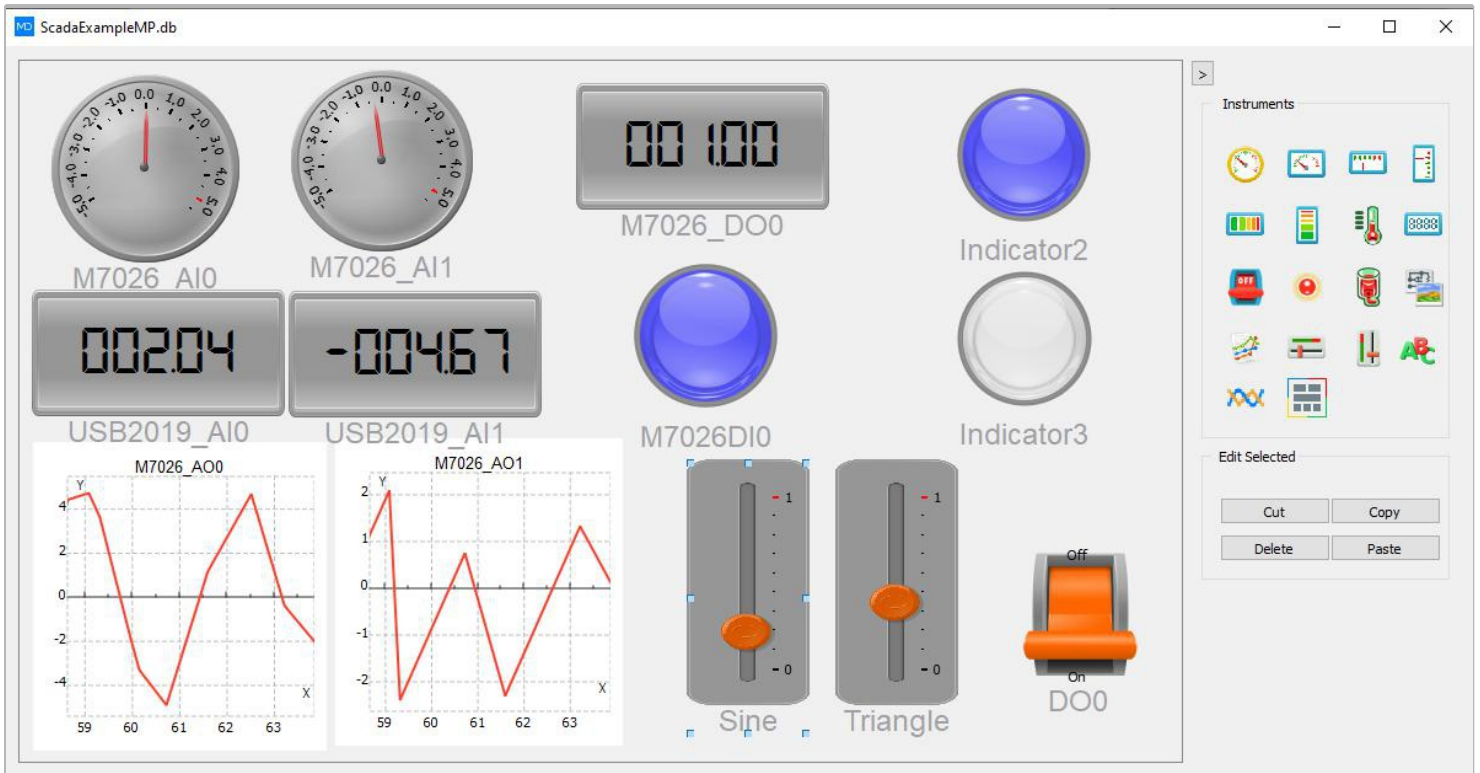 MD ScadaExampleMP.db
>
Instruments
-5.0 -4.0 -3.0 -2.0 -1.0 0.0 1.0 2.0 3.0 4.0 5.0
M7026_AI0
-5.0 -4.0 -3.0 -2.0 -1.0 0.0 1.0 2.0 3.0 4.0 5.0
M7026_AI1
001.00
M7026_DO0
Indicator2
002.04
USB2019_AI0
-004.67
USB2019_AI1
M7026DI0
Indicator3
8888
OFF
ABC
M7026_AO0
Y
4
2
0
-2
-4
X
59 60 61 62 63
M7026_AO1
Y
2
1
0
-1
-2
X
59 60 61 62 63
1
0
Sine
1
0
Triangle
Off
On
DO0
Edit Selected
Cut Copy
Delete Paste